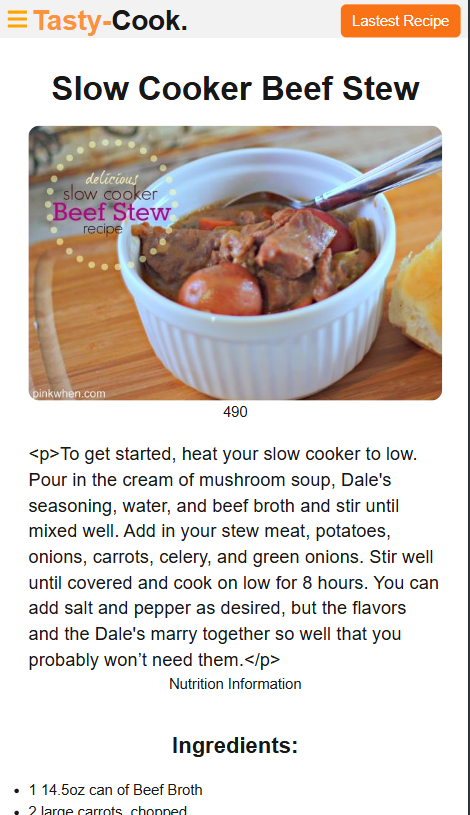 Tasty-Cook.
Lastest Recipe
Slow Cooker Beef Stew
delicious
slow cooker
Beef Stew
recipe
pinkwhen.com
490
<p>To get started, heat your slow cooker to low.
Pour in the cream of mushroom soup, Dale's
seasoning, water, and beef broth and stir until
mixed well. Add in your stew meat, potatoes,
onions, carrots, celery, and green onions. Stir well
until covered and cook on low for 8 hours. You can
add salt and pepper as desired, but the flavors
and the Dale's marry together so well that you
probably won’t need them.</p>
Nutrition Information
Ingredients:
• 1 14.5oz can of Beef Broth
• 2 large carrots, chopped